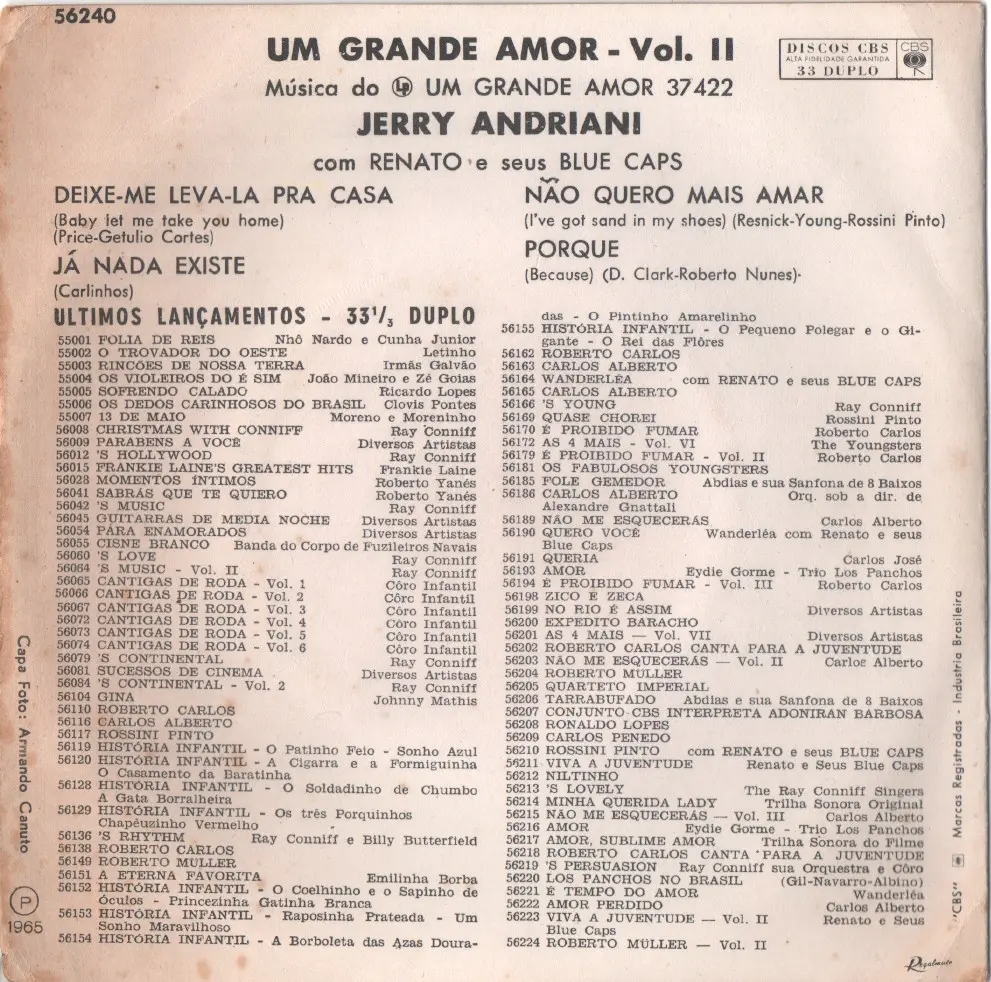 56240
UM GRANDE AMOR - Vol. II
Música do LP UM GRANDE AMOR 37422
JERRY ANDRIANI
com RENATO e seus BLUE CAPS
DISCOS CBS
ALTA FIDELIDADE GARANTIDA
33 DUPLO
CBS
DEIXE-ME LEVA-LA PRA CASA
(Baby let me take you home)
(Price-Getulio Cortes)
JÁ NADA EXISTE
(Carlinhos)
NÃO QUERO MAIS AMAR
(I've got sand in my shoes) (Resnick-Young-Rossini Pinto)
PORQUE
(Because) (D. Clark-Roberto Nunes)
ULTIMOS LANÇAMENTOS - 33 1/3 DUPLO
55001 FOLIA DE REIS Nhô Nardo e Cunha Junior
55002 O TROVADOR DO OESTE Letinho
55003 RINCÕES DE NOSSA TERRA Irmãs Galvão
55004 OS VIOLEIROS DO É SIM João Mineiro e Zé Goias
55005 SOFRENDO CALADO Ricardo Lopes
55006 OS DEDOS CARINHOSOS DO BRASIL Clovis Pontes
55007 13 DE MAIO Moreno e Moreninho
56008 CHRISTMAS WITH CONNIFF Ray Conniff
56009 PARABENS A VOCÊ Diversos Artistas
56012 'S HOLLYWOOD Ray Conniff
56015 FRANKIE LAINE'S GREATEST HITS Frankie Laine
56028 MOMENTOS ÍNTIMOS Roberto Yanés
56041 SABRÁS QUE TE QUIERO Roberto Yanés
56042 'S MUSIC Ray Conniff
56045 GUITARRAS DE MEDIA NOCHE Diversos Artistas
56054 PARA ENAMORADOS Diversos Artistas
56055 CISNE BRANCO Banda do Corpo de Fuzileiros Navais
56060 'S LOVE Ray Conniff
56064 'S MUSIC - Vol. II Ray Conniff
56065 CANTIGAS DE RODA - Vol. 1 Côro Infantil
56066 CANTIGAS DE RODA - Vol. 2 Côro Infantil
56067 CANTIGAS DE RODA - Vol. 3 Côro Infantil
56072 CANTIGAS DE RODA - Vol. 4 Côro Infantil
56073 CANTIGAS DE RODA - Vol. 5 Côro Infantil
56074 CANTIGAS DE RODA - Vol. 6 Côro Infantil
56079 'S CONTINENTAL Ray Conniff
56081 SUCESSOS DE CINEMA Diversos Artistas
56084 'S CONTINENTAL - Vol. 2 Ray Conniff
56104 GINA Johnny Mathis
56110 ROBERTO CARLOS
56116 CARLOS ALBERTO
56117 ROSSINI PINTO
56119 HISTÓRIA INFANTIL - O Patinho Feio - Sonho Azul
56120 HISTÓRIA INFANTIL - A Cigarra e a Formiguinha
O Casamento da Baratinha
56128 HISTÓRIA INFANTIL - O Soldadinho de Chumbo
A Gata Borralheira
56129 HISTÓRIA INFANTIL - Os três Porquinhos
Chapèuzinho Vermelho
56136 'S RHYTHM Ray Conniff e Billy Butterfield
56138 ROBERTO CARLOS
56149 ROBERTO MULLER
56151 A ETERNA FAVORITA Emilinha Borba
56152 HISTÓRIA INFANTIL - O Coelhinho e o Sapinho de
óculos - Princezinha Gatinha Branca
56153 HISTÓRIA INFANTIL - Raposinha Prateada - Um
Sonho Maravilhoso
56154 HISTÓRIA INFANTIL - A Borboleta das Azas Doura-
das - O Pintinho Amarelinho
56155 HISTÓRIA INFANTIL - O Pequeno Polegar e o Gi-
gante - O Rei das Flôres
56162 ROBERTO CARLOS
56163 CARLOS ALBERTO
56164 WANDERLÉA com RENATO e seus BLUE CAPS
56165 CARLOS ALBERTO
56166 'S YOUNG Ray Conniff
56169 QUASE CHOREI Rossini Pinto
56170 É PROIBIDO FUMAR Roberto Carlos
56172 AS 4 MAIS - Vol. VI The Youngsters
56179 É PROIBIDO FUMAR - Vol. II Roberto Carlos
56181 OS FABULOSOS YOUNGSTERS
56185 FOLE GEMEDOR Abdias e sua Sanfona de 8 Baixos
56186 CARLOS ALBERTO Orq. sob a dir. de
Alexandre Gnattali
56189 NÃO ME ESQUECERÁS Carlos Alberto
56190 QUERO VOCÊ Wanderléa com Renato e seus
Blue Caps
56191 QUERIA Carlos José
56193 AMOR Eydie Gorme - Trio Los Panchos
56194 É PROIBIDO FUMAR - Vol. III Roberto Carlos
56198 ZICO E ZECA
56199 NO RIO É ASSIM Diversos Artistas
56200 EXPEDITO BARACHO
56201 AS 4 MAIS — Vol. VII Diversos Artistas
56202 ROBERTO CARLOS CANTA PARA A JUVENTUDE
56203 NÃO ME ESQUECERÁS — Vol. II Carlos Alberto
56204 ROBERTO MULLER
56205 QUARTETO IMPERIAL
56206 TARRABUFADO Abdias e sua Sanfona de 8 Baixos
56207 CONJUNTO CBS INTERPRETA ADONIRAN BARBOSA
56208 RONALDO LOPES
56209 CARLOS PENEDO
56210 ROSSINI PINTO com RENATO e seus BLUE CAPS
56211 VIVA A JUVENTUDE Renato e Seus Blue Caps
56212 NILTINHO
56213 'S LOVELY The Ray Conniff Singers
56214 MINHA QUERIDA LADY Trilha Sonora Original
56215 NÃO ME ESQUECERÁS — Vol. III Carlos Alberto
56216 AMOR Eydie Gorme - Trio Los Panchos
56217 AMOR, SUBLIME AMOR Trilha Sonora do Filme
56218 ROBERTO CARLOS CANTA PARA A JUVENTUDE
56219 'S PERSUASION Ray Conniff sua Orquestra e Côro
56220 LOS PANCHOS NO BRASIL (Gil-Navarro-Albino)
56221 É TEMPO DO AMOR Wanderléa
56222 AMOR PERDIDO Carlos Alberto
56223 VIVA A JUVENTUDE — Vol. II Renato e Seus
Blue Caps
56224 ROBERTO MÜLLER — Vol. II
Capa Foto: Armando Canuto
P
1965
"CBS" Marcas Registradas - Industria Brasileira